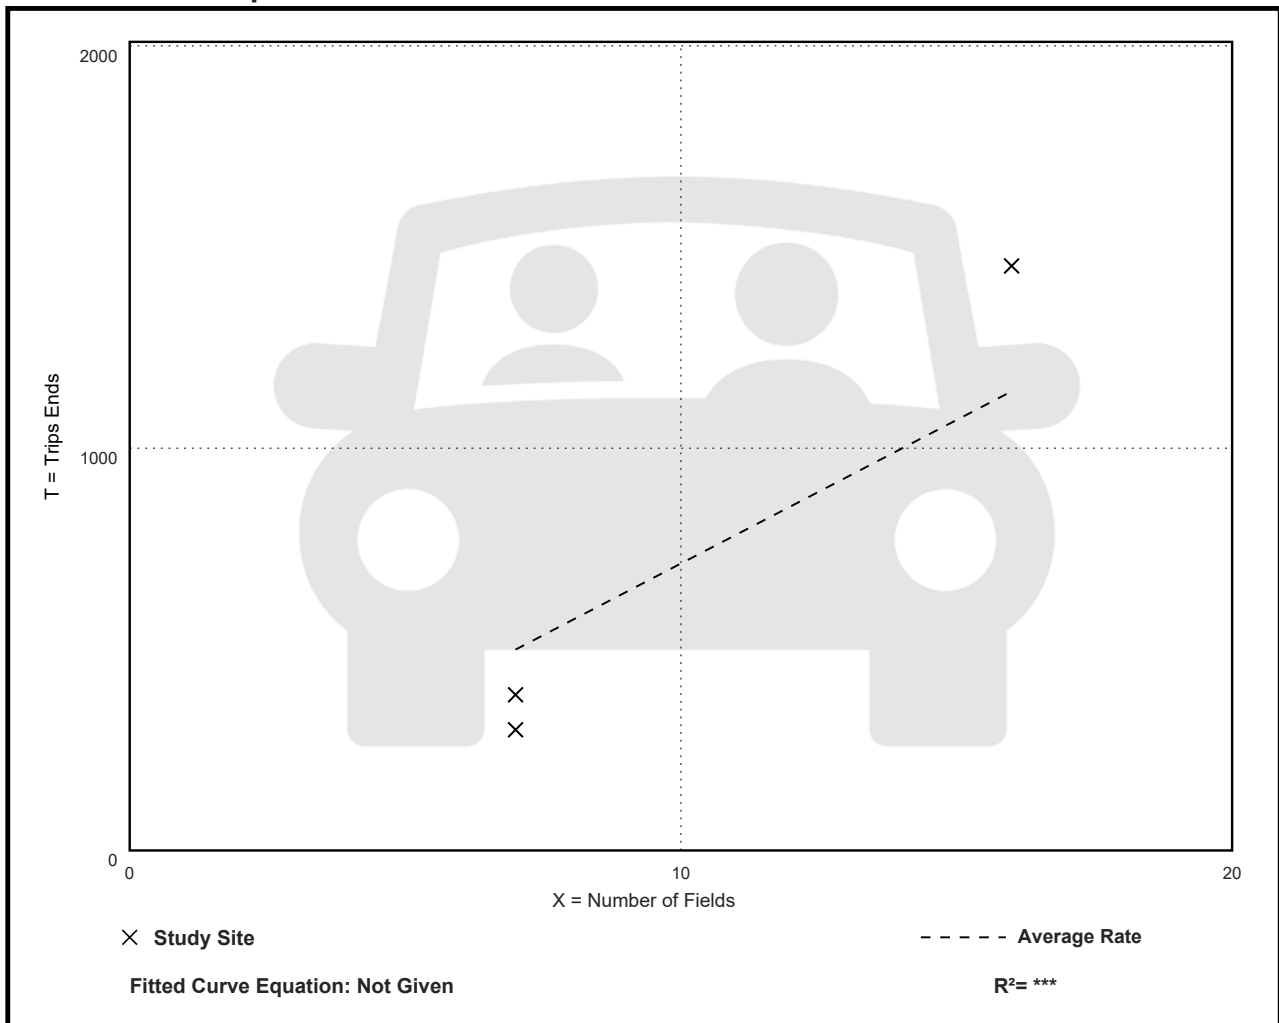 2000
1000
0
T = Trips Ends
0 10 20
X = Number of Fields
Study Site
Average Rate
Fitted Curve Equation: Not Given
R²= ***